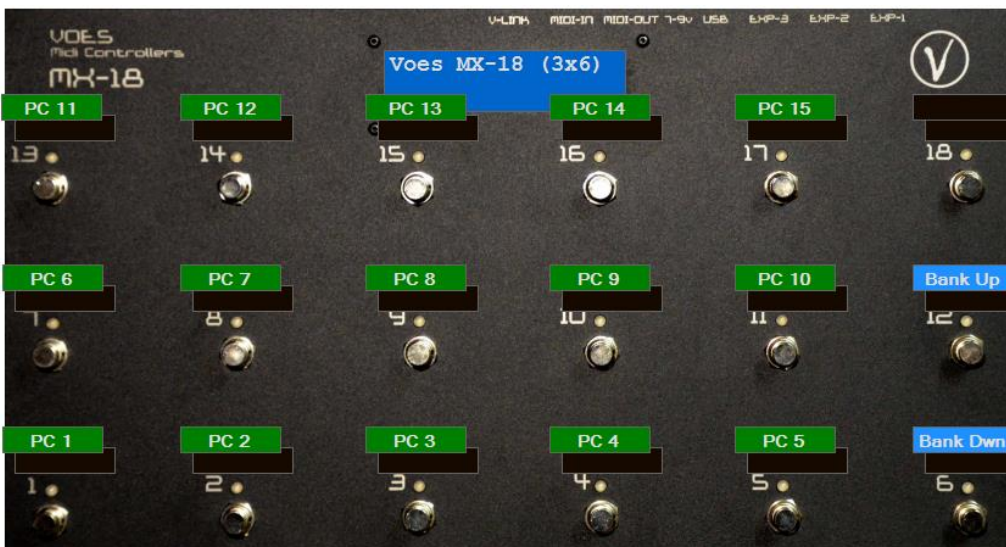 V-LINK MIDI-IN MIDI-OUT 7-9v USB EXP-3 EXP-2 EXP-1
VOES
Midi Controllers
MX-18
Voes MX-18 (3x6)
V
PC 11 PC 12 PC 13 PC 14 PC 15
13 14 15 16 17 18
PC 6 PC 7 PC 8 PC 9 PC 10 Bank Up
7 8 9 10 11 12
PC 1 PC 2 PC 3 PC 4 PC 5 Bank Dwn
1 2 3 4 5 6